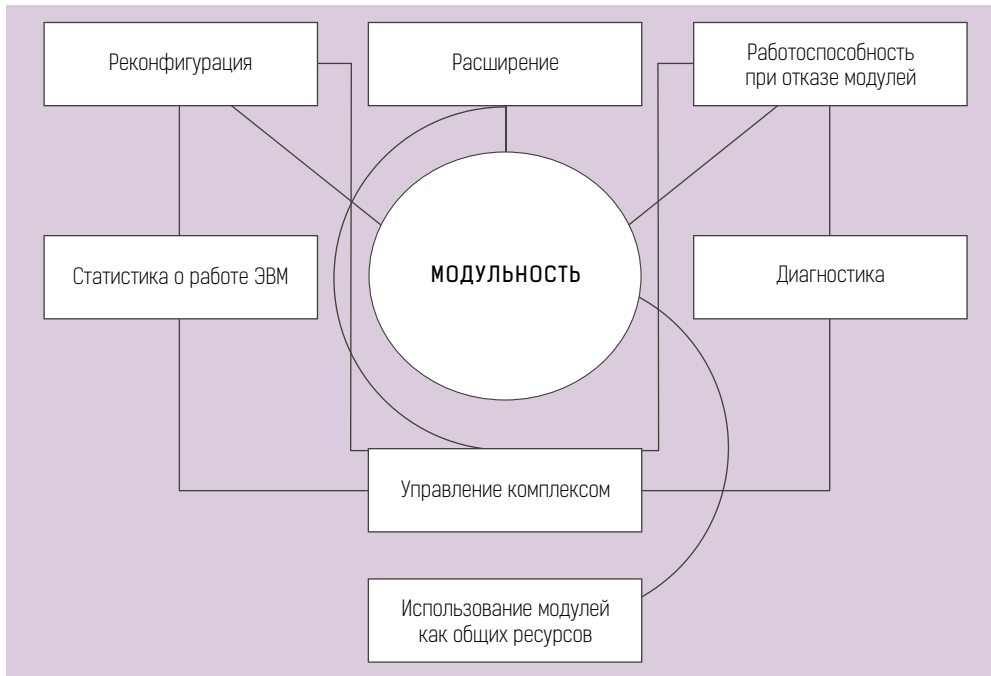 Реконфигурация
Расширение
Работоспособность
при отказе модулей
Статистика о работе ЭВМ
МОДУЛЬНОСТЬ
Диагностика
Управление комплексом
Использование модулей
как общих ресурсов